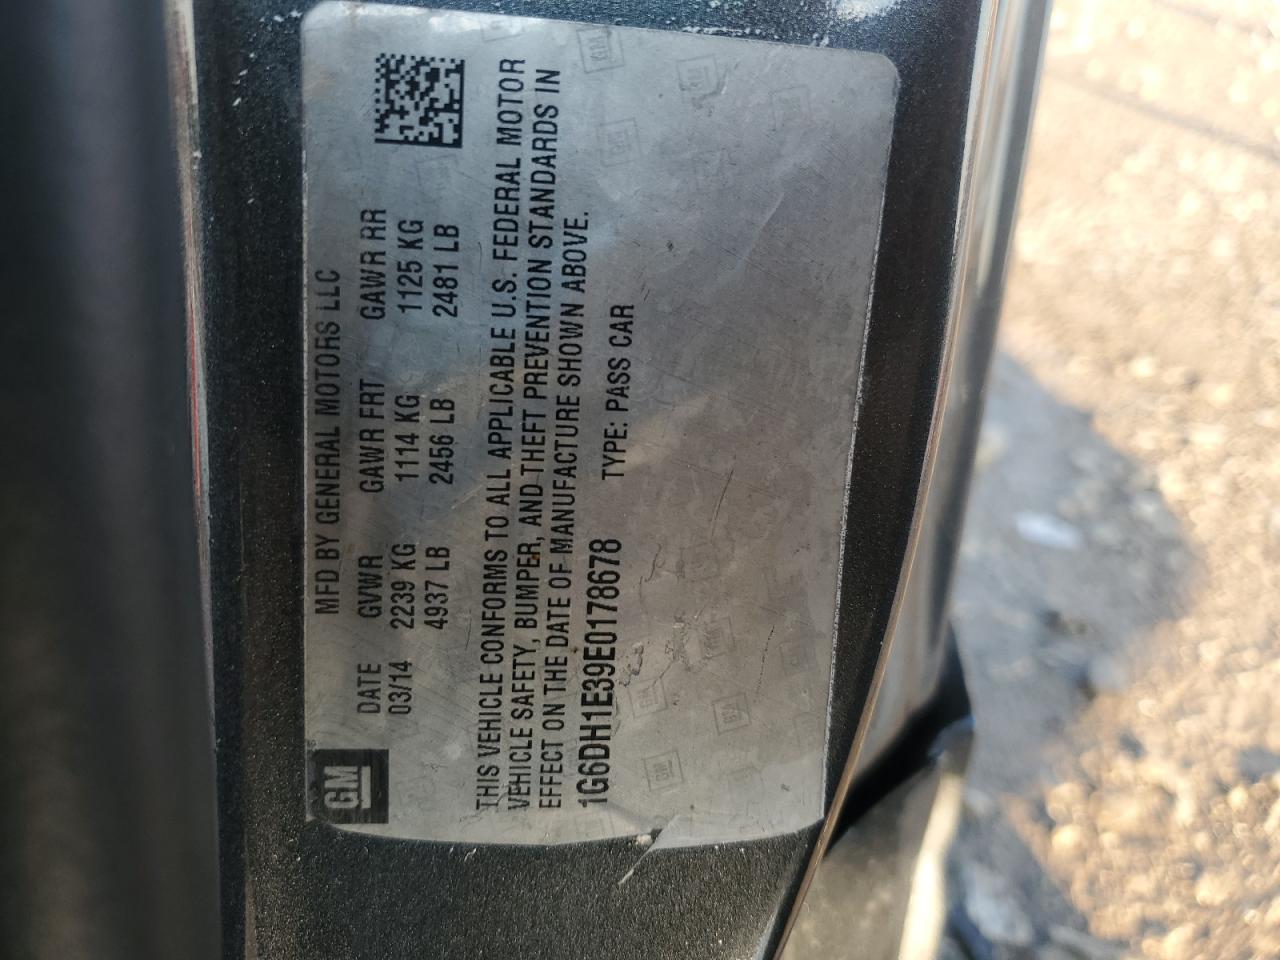 GM
MFD BY GENERAL MOTORS LLC
DATE GVWR GAWR FRT GAWR RR
03/14 2239 KG 1114 KG 1125 KG
4937 LB 2456 LB 2481 LB
THIS VEHICLE CONFORMS TO ALL APPLICABLE U.S. FEDERAL MOTOR
VEHICLE SAFETY, BUMPER, AND THEFT PREVENTION STANDARDS IN
EFFECT ON THE DATE OF MANUFACTURE SHOWN ABOVE.
1G6DH1E39E0178678 TYPE: PASS CAR